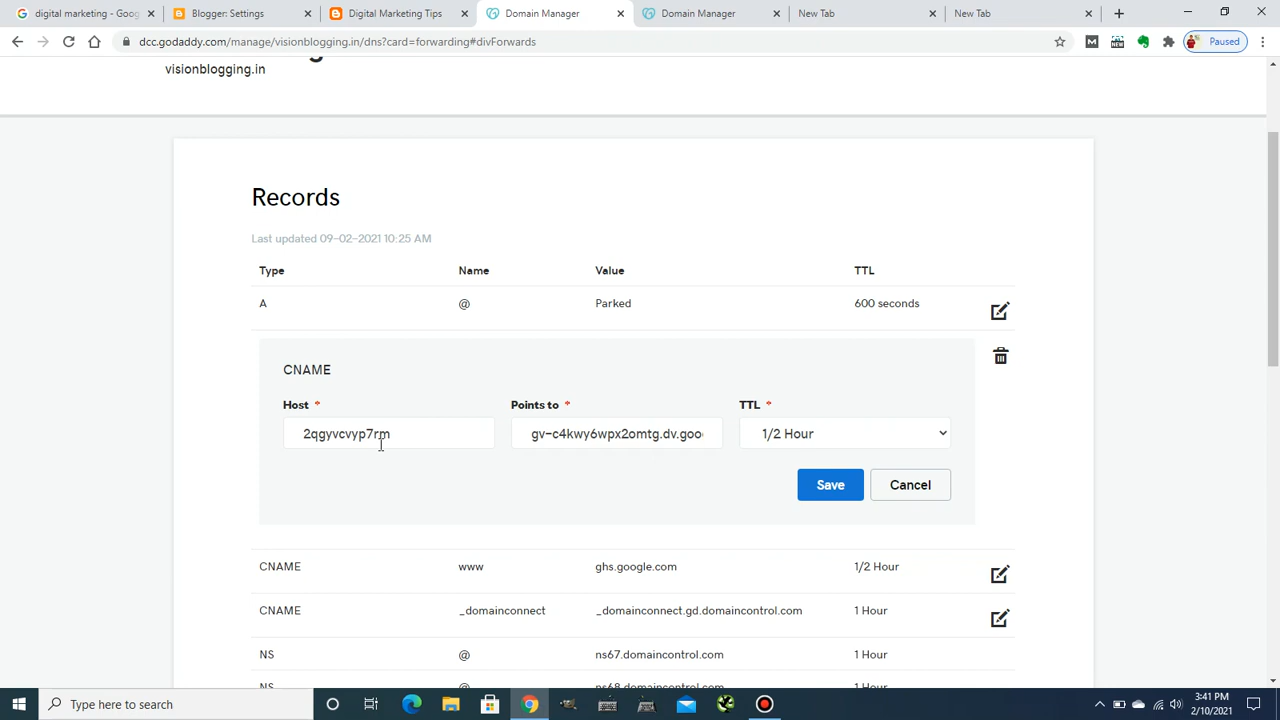 digital marketing - Goog
Blogger: Settings
Digital Marketing Tips
Domain Manager
Domain Manager
New Tab
New Tab
dcc.godaddy.com/manage/visionblogging.in/dns?card=forwarding#divForwards
Paused
visionblogging.in
Records
Last updated 09-02-2021 10:25 AM
Type Name Value TTL
A @ Parked 600 seconds
CNAME
Host * Points to * TTL *
2qgyvcvyp7rm gv-c4kwy6wpx2omtg.dv.goo 1/2 Hour
Save Cancel
CNAME www ghs.google.com 1/2 Hour
CNAME _domainconnect _domainconnect.gd.domaincontrol.com 1 Hour
NS @ ns67.domaincontrol.com 1 Hour
NS @ ns68.domaincontrol.com 1 Hour
Type here to search
3:41 PM
2/10/2021